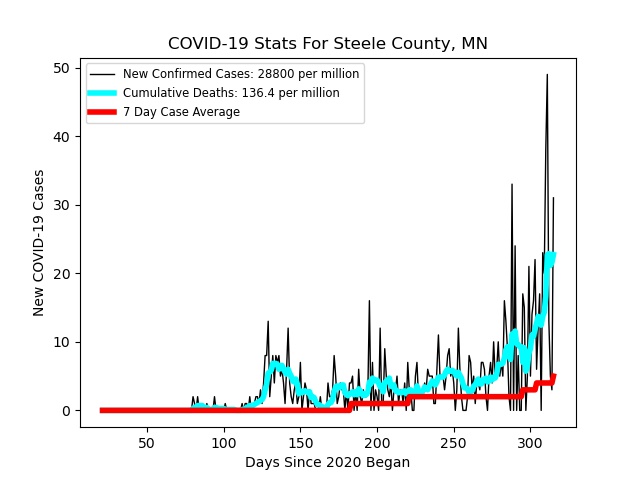 COVID-19 Stats For Steele County, MN
New Confirmed Cases: 28800 per million
Cumulative Deaths: 136.4 per million
7 Day Case Average
New COVID-19 Cases
50
40
30
20
10
0
50 100 150 200 250 300
Days Since 2020 Began